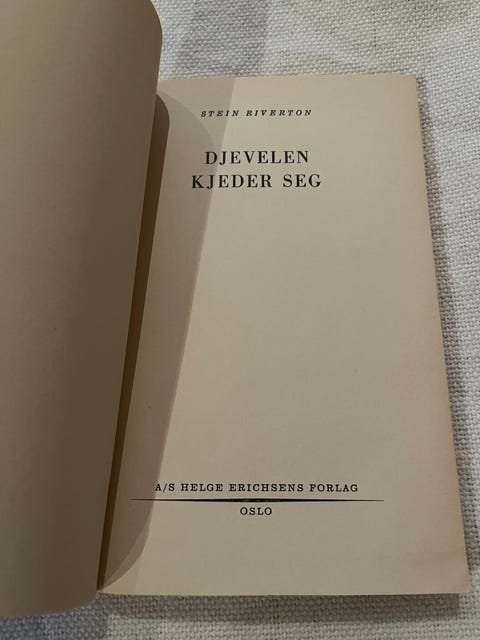 STEIN RIVERTON
DJEVELEN
KJEDER SEG
A/S HELGE ERICHSENS FORLAG
OSLO